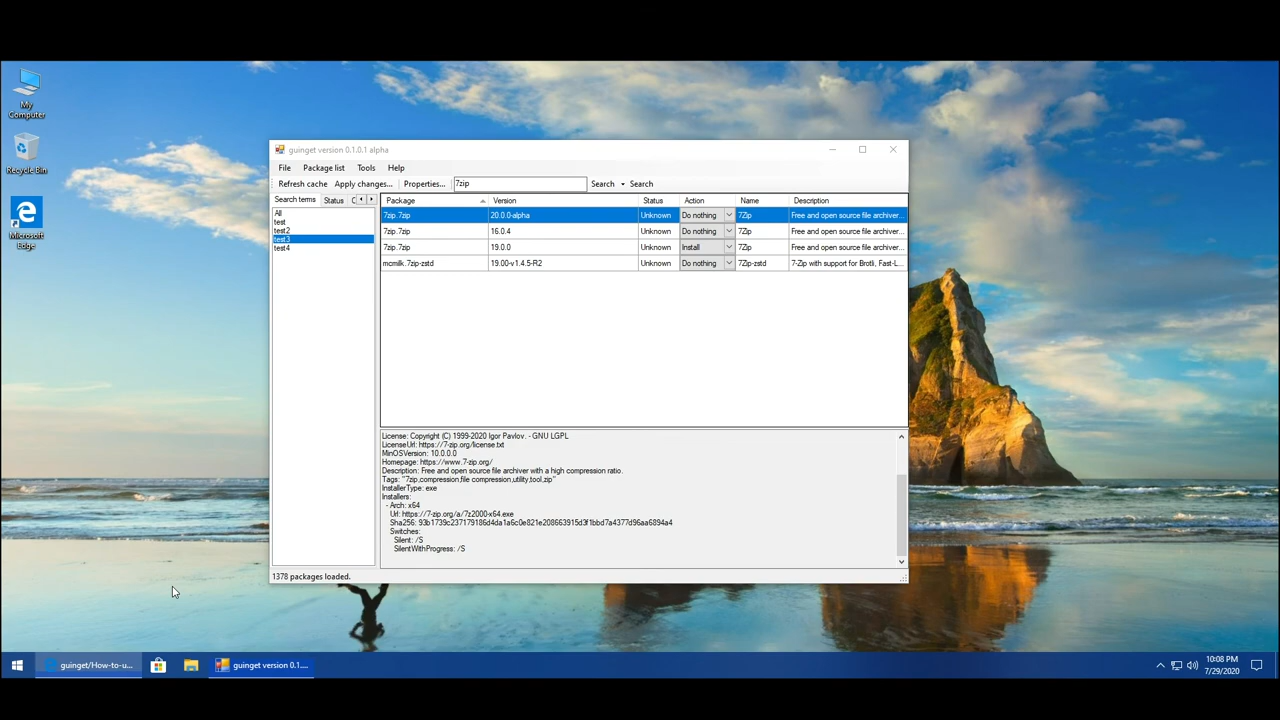 My
Computer
Recycle Bin
Microsoft
Edge
guinget version 0.1.0.1 alpha
File Package list Tools Help
Refresh cache Apply changes... Properties... 7zip Search Search
Search terms Status C
All
test
test2
test3
test4
Package Version Status Action Name Description
7zip.7zip 20.0.0-alpha Unknown Do nothing 7Zip Free and open source file archiver...
7zip.7zip 16.0.4 Unknown Do nothing 7Zip Free and open source file archiver...
7zip.7zip 19.0.0 Unknown Install 7Zip Free and open source file archiver...
mcmilk.7zip-zstd 19.00-v1.4.5-R2 Unknown Do nothing 7Zip-zstd 7-Zip with support for Brotli, Fast-L...
License: Copyright (C) 1999-2020 Igor Pavlov. - GNU LGPL
LicenseUrl: https://7-zip.org/license.txt
MinOSVersion: 10.0.0.0
Homepage: https://www.7-zip.org/
Description: Free and open source file archiver with a high compression ratio.
Tags: "7zip,compression,file compression,utility,tool,zip"
InstallerType: exe
Installers:
- Arch: x64
Url: https://7-zip.org/a/7z2000-x64.exe
Sha256: 93b1739c237179186d4da1a6c0e821e208663915d3f1bbd7a4377d96aa6894a4
Switches:
Silent: /S
SilentWithProgress: /S
1378 packages loaded.
guinget/How-to-u...
guinget version 0.1....
10:08 PM
7/29/2020